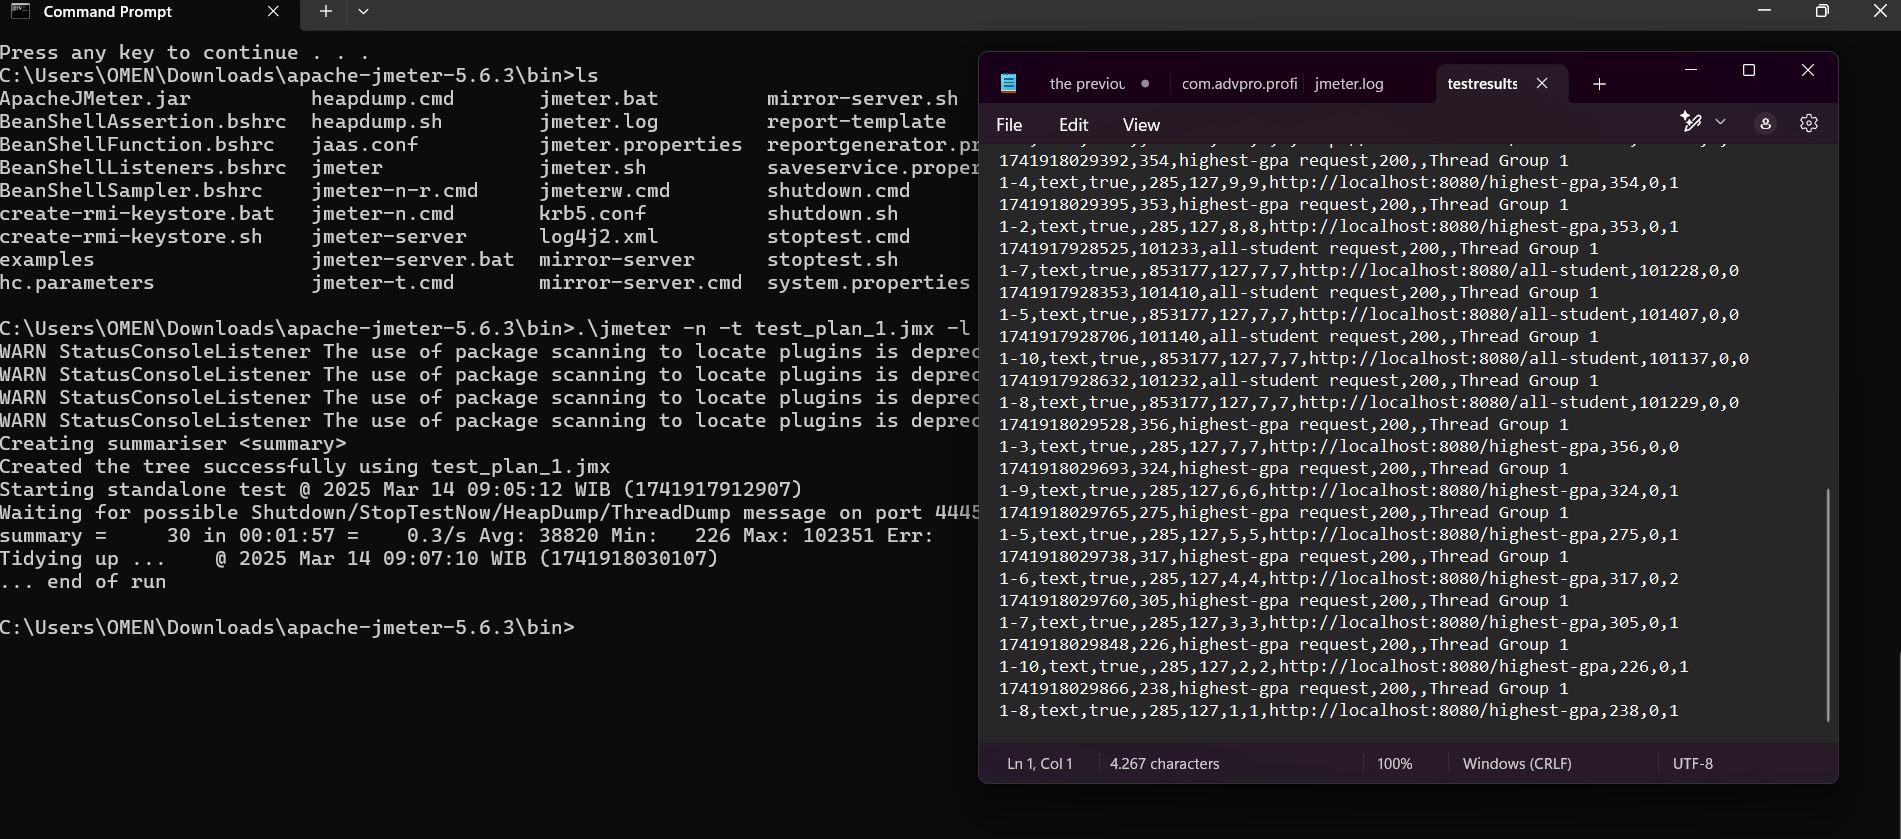 Command Prompt
Press any key to continue . . .
C:\Users\OMEN\Downloads\apache-jmeter-5.6.3\bin>ls
ApacheJMeter.jar heapdump.cmd jmeter.bat mirror-server.sh
BeanShellAssertion.bshrc heapdump.sh jmeter.log report-template
BeanShellFunction.bshrc jaas.conf jmeter.properties reportgenerator.pr
BeanShellListeners.bshrc jmeter jmeter.sh saveservice.proper
BeanShellSampler.bshrc jmeter-n-r.cmd jmeterw.cmd shutdown.cmd
create-rmi-keystore.bat jmeter-n.cmd krb5.conf shutdown.sh
create-rmi-keystore.sh jmeter-server log4j2.xml stoptest.cmd
examples jmeter-server.bat mirror-server stoptest.sh
hc.parameters jmeter-t.cmd mirror-server.cmd system.properties
C:\Users\OMEN\Downloads\apache-jmeter-5.6.3\bin>.\jmeter -n -t test_plan_1.jmx -l
WARN StatusConsoleListener The use of package scanning to locate plugins is deprec
WARN StatusConsoleListener The use of package scanning to locate plugins is deprec
WARN StatusConsoleListener The use of package scanning to locate plugins is deprec
WARN StatusConsoleListener The use of package scanning to locate plugins is deprec
Creating summariser <summary>
Created the tree successfully using test_plan_1.jmx
Starting standalone test @ 2025 Mar 14 09:05:12 WIB (1741917912907)
Waiting for possible Shutdown/StopTestNow/HeapDump/ThreadDump message on port 4445
summary = 30 in 00:01:57 = 0.3/s Avg: 38820 Min: 226 Max: 102351 Err:
Tidying up ... @ 2025 Mar 14 09:07:10 WIB (1741918030107)
... end of run
C:\Users\OMEN\Downloads\apache-jmeter-5.6.3\bin>
the previou com.advpro.profi jmeter.log testresults
File Edit View
1741918029392,354,highest-gpa request,200,,Thread Group 1
1-4,text,true,,285,127,9,9,http://localhost:8080/highest-gpa,354,0,1
1741918029395,353,highest-gpa request,200,,Thread Group 1
1-2,text,true,,285,127,8,8,http://localhost:8080/highest-gpa,353,0,1
1741917928525,101233,all-student request,200,,Thread Group 1
1-7,text,true,,853177,127,7,7,http://localhost:8080/all-student,101228,0,0
1741917928353,101410,all-student request,200,,Thread Group 1
1-5,text,true,,853177,127,7,7,http://localhost:8080/all-student,101407,0,0
1741917928706,101140,all-student request,200,,Thread Group 1
1-10,text,true,,853177,127,7,7,http://localhost:8080/all-student,101137,0,0
1741917928632,101232,all-student request,200,,Thread Group 1
1-8,text,true,,853177,127,7,7,http://localhost:8080/all-student,101229,0,0
1741918029528,356,highest-gpa request,200,,Thread Group 1
1-3,text,true,,285,127,7,7,http://localhost:8080/highest-gpa,356,0,0
1741918029693,324,highest-gpa request,200,,Thread Group 1
1-9,text,true,,285,127,6,6,http://localhost:8080/highest-gpa,324,0,1
1741918029765,275,highest-gpa request,200,,Thread Group 1
1-5,text,true,,285,127,5,5,http://localhost:8080/highest-gpa,275,0,1
1741918029738,317,highest-gpa request,200,,Thread Group 1
1-6,text,true,,285,127,4,4,http://localhost:8080/highest-gpa,317,0,2
1741918029760,305,highest-gpa request,200,,Thread Group 1
1-7,text,true,,285,127,3,3,http://localhost:8080/highest-gpa,305,0,1
1741918029848,226,highest-gpa request,200,,Thread Group 1
1-10,text,true,,285,127,2,2,http://localhost:8080/highest-gpa,226,0,1
1741918029866,238,highest-gpa request,200,,Thread Group 1
1-8,text,true,,285,127,1,1,http://localhost:8080/highest-gpa,238,0,1
Ln 1, Col 1 4.267 characters 100% Windows (CRLF) UTF-8